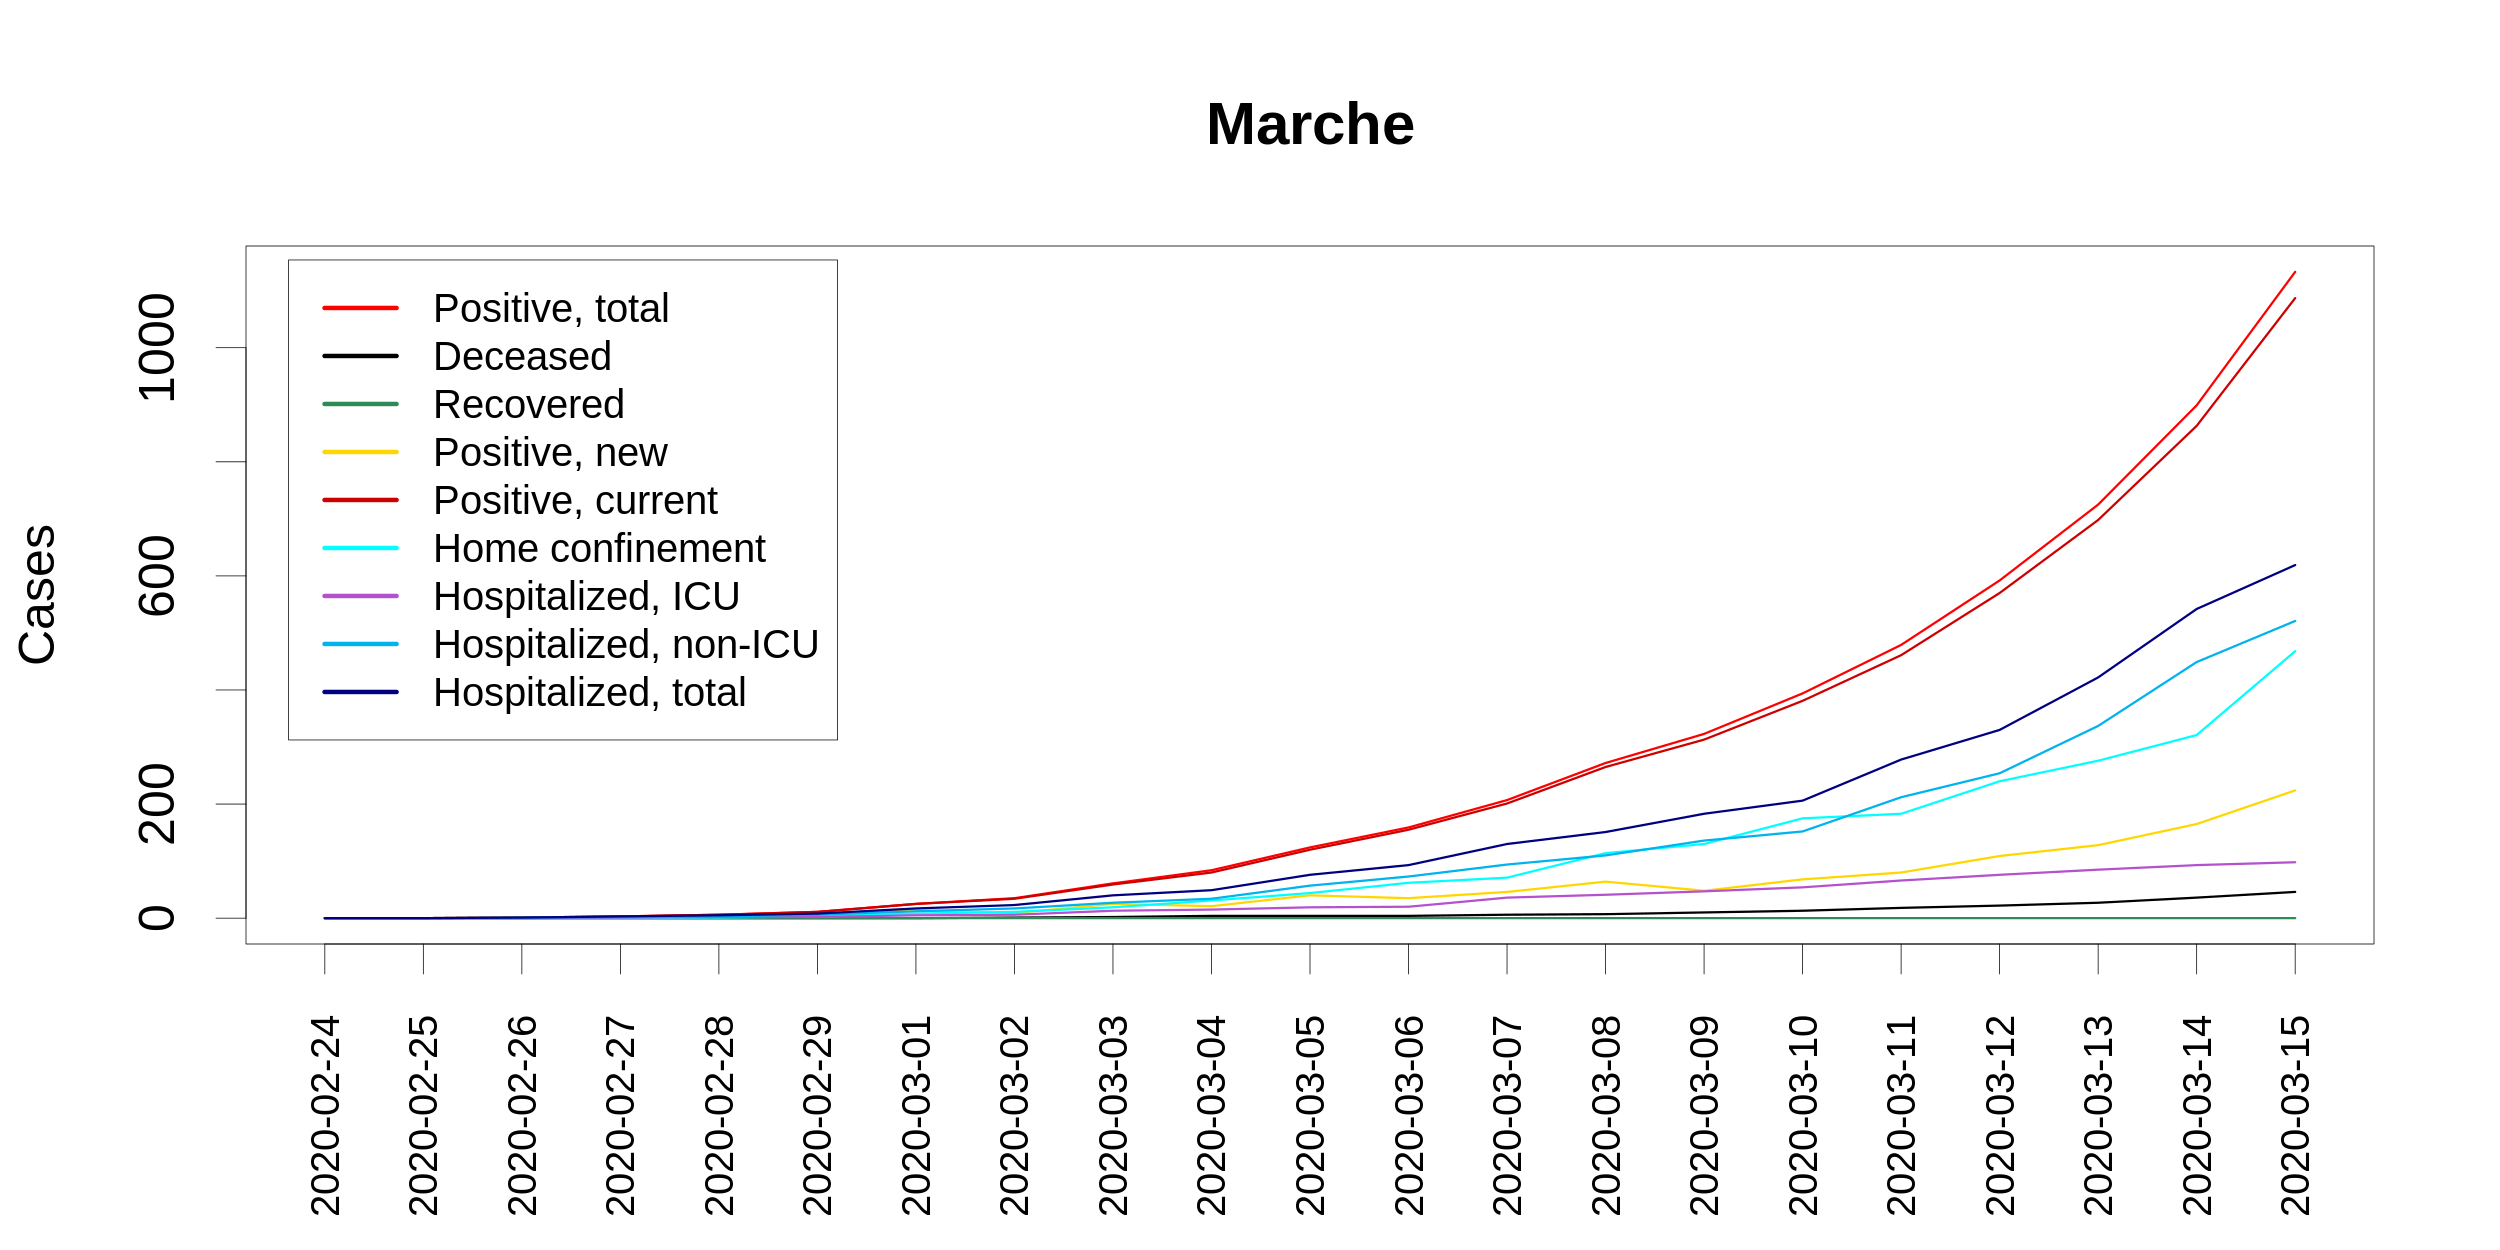 Marche
Cases
1000
600
200
0
Positive, total
Deceased
Recovered
Positive, new
Positive, current
Home confinement
Hospitalized, ICU
Hospitalized, non-ICU
Hospitalized, total
2020-02-24
2020-02-25
2020-02-26
2020-02-27
2020-02-28
2020-02-29
2020-03-01
2020-03-02
2020-03-03
2020-03-04
2020-03-05
2020-03-06
2020-03-07
2020-03-08
2020-03-09
2020-03-10
2020-03-11
2020-03-12
2020-03-13
2020-03-14
2020-03-15